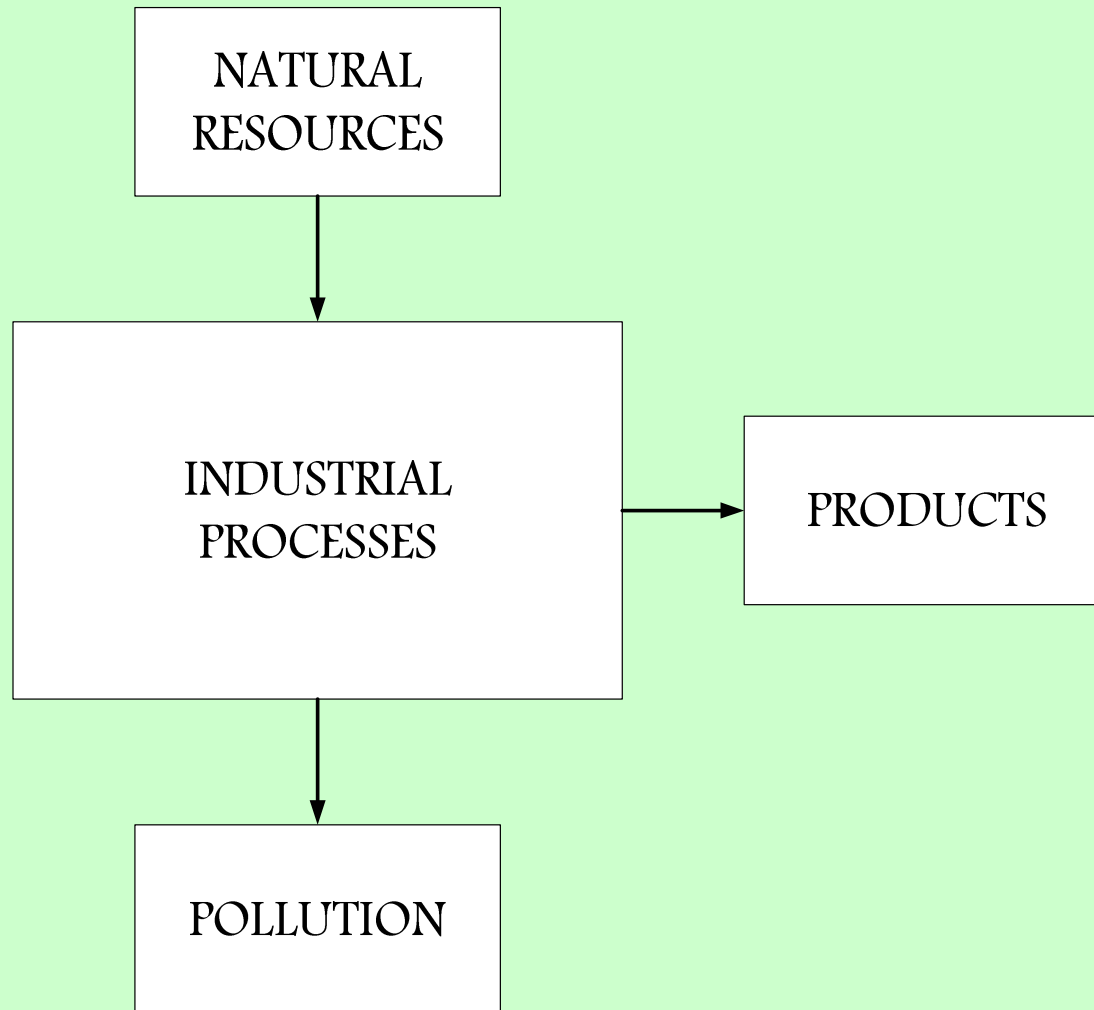 NATURAL
RESOURCES
INDUSTRIAL
PROCESSES
PRODUCTS
POLLUTION